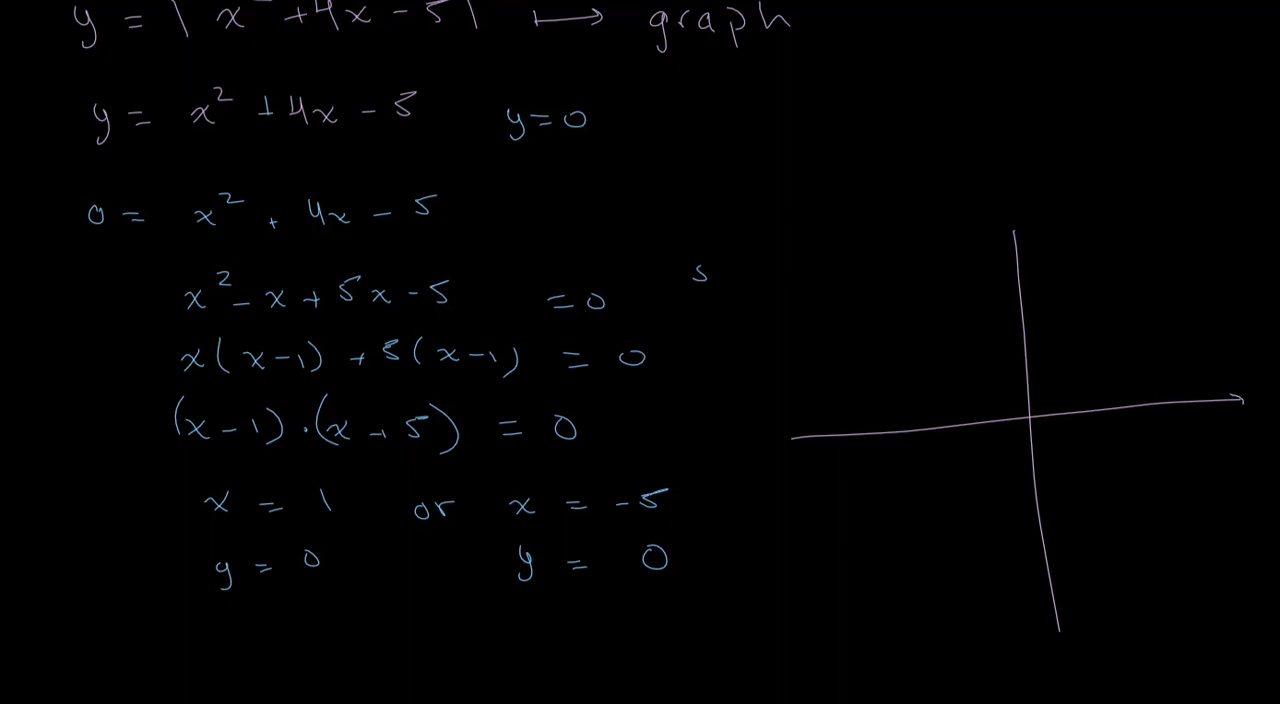 y = | x² + 4x - 5 | ↦ graph
y = x² + 4x - 5 y = 0
0 = x² + 4x - 5
x² - x + 5x - 5 = 0 s
x(x-1) + 5(x-1) = 0
(x-1)·(x+5) = 0
x = 1 or x = -5
y = 0 y = 0